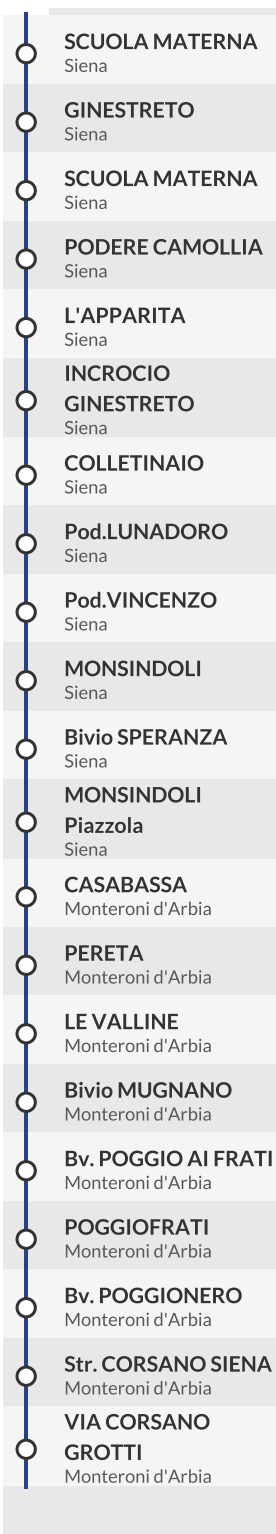 SCUOLA MATERNA
Siena
GINESTRETO
Siena
SCUOLA MATERNA
Siena
PODERE CAMOLLIA
Siena
L'APPARITA
Siena
INCROCIO
GINESTRETO
Siena
COLLETINAIO
Siena
Pod.LUNADORO
Siena
Pod.VINCENZO
Siena
MONSINDOLI
Siena
Bivio SPERANZA
Siena
MONSINDOLI
Piazzola
Siena
CASABASSA
Monteroni d'Arbia
PERETA
Monteroni d'Arbia
LE VALLINE
Monteroni d'Arbia
Bivio MUGNANO
Monteroni d'Arbia
Bv. POGGIO AI FRATI
Monteroni d'Arbia
POGGIOFRATI
Monteroni d'Arbia
Bv. POGGIONERO
Monteroni d'Arbia
Str. CORSANO SIENA
Monteroni d'Arbia
VIA CORSANO
GROTTI
Monteroni d'Arbia